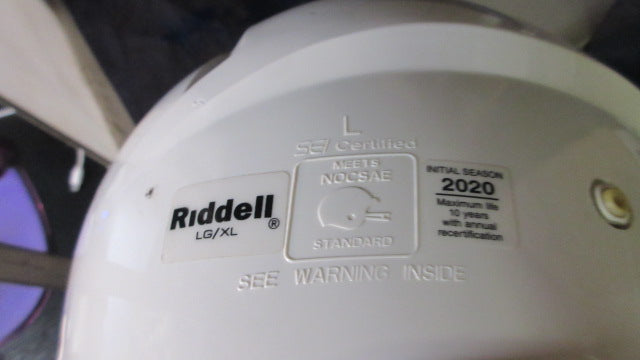 L
SEI Certified
MEETS
NOCSAE
STANDARD
SEE WARNING INSIDE
Riddell®
LG/XL
INITIAL SEASON
2020
Maximum life
10 years
with annual
recertification